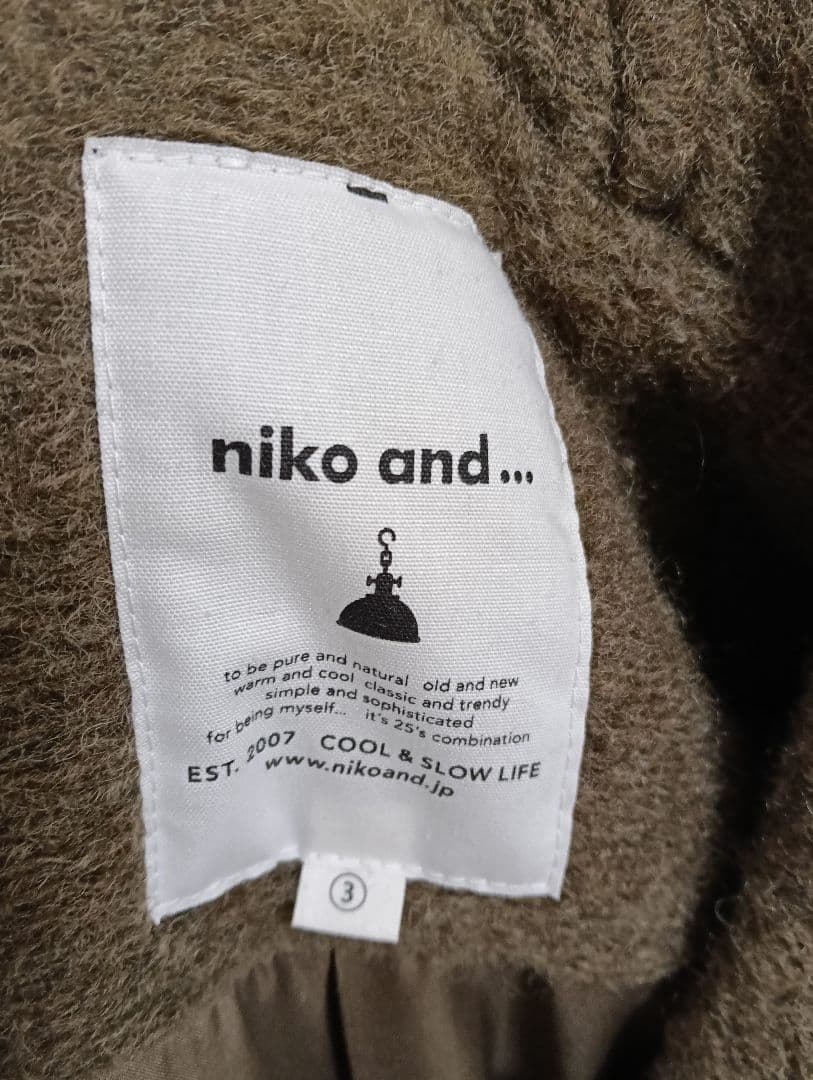 niko and...
to be pure and natural old and new
warm and cool classic and trendy
simple and sophisticated
for being myself... it's 25's combination
EST. 2007 COOL & SLOW LIFE
www.nikoand.jp
③